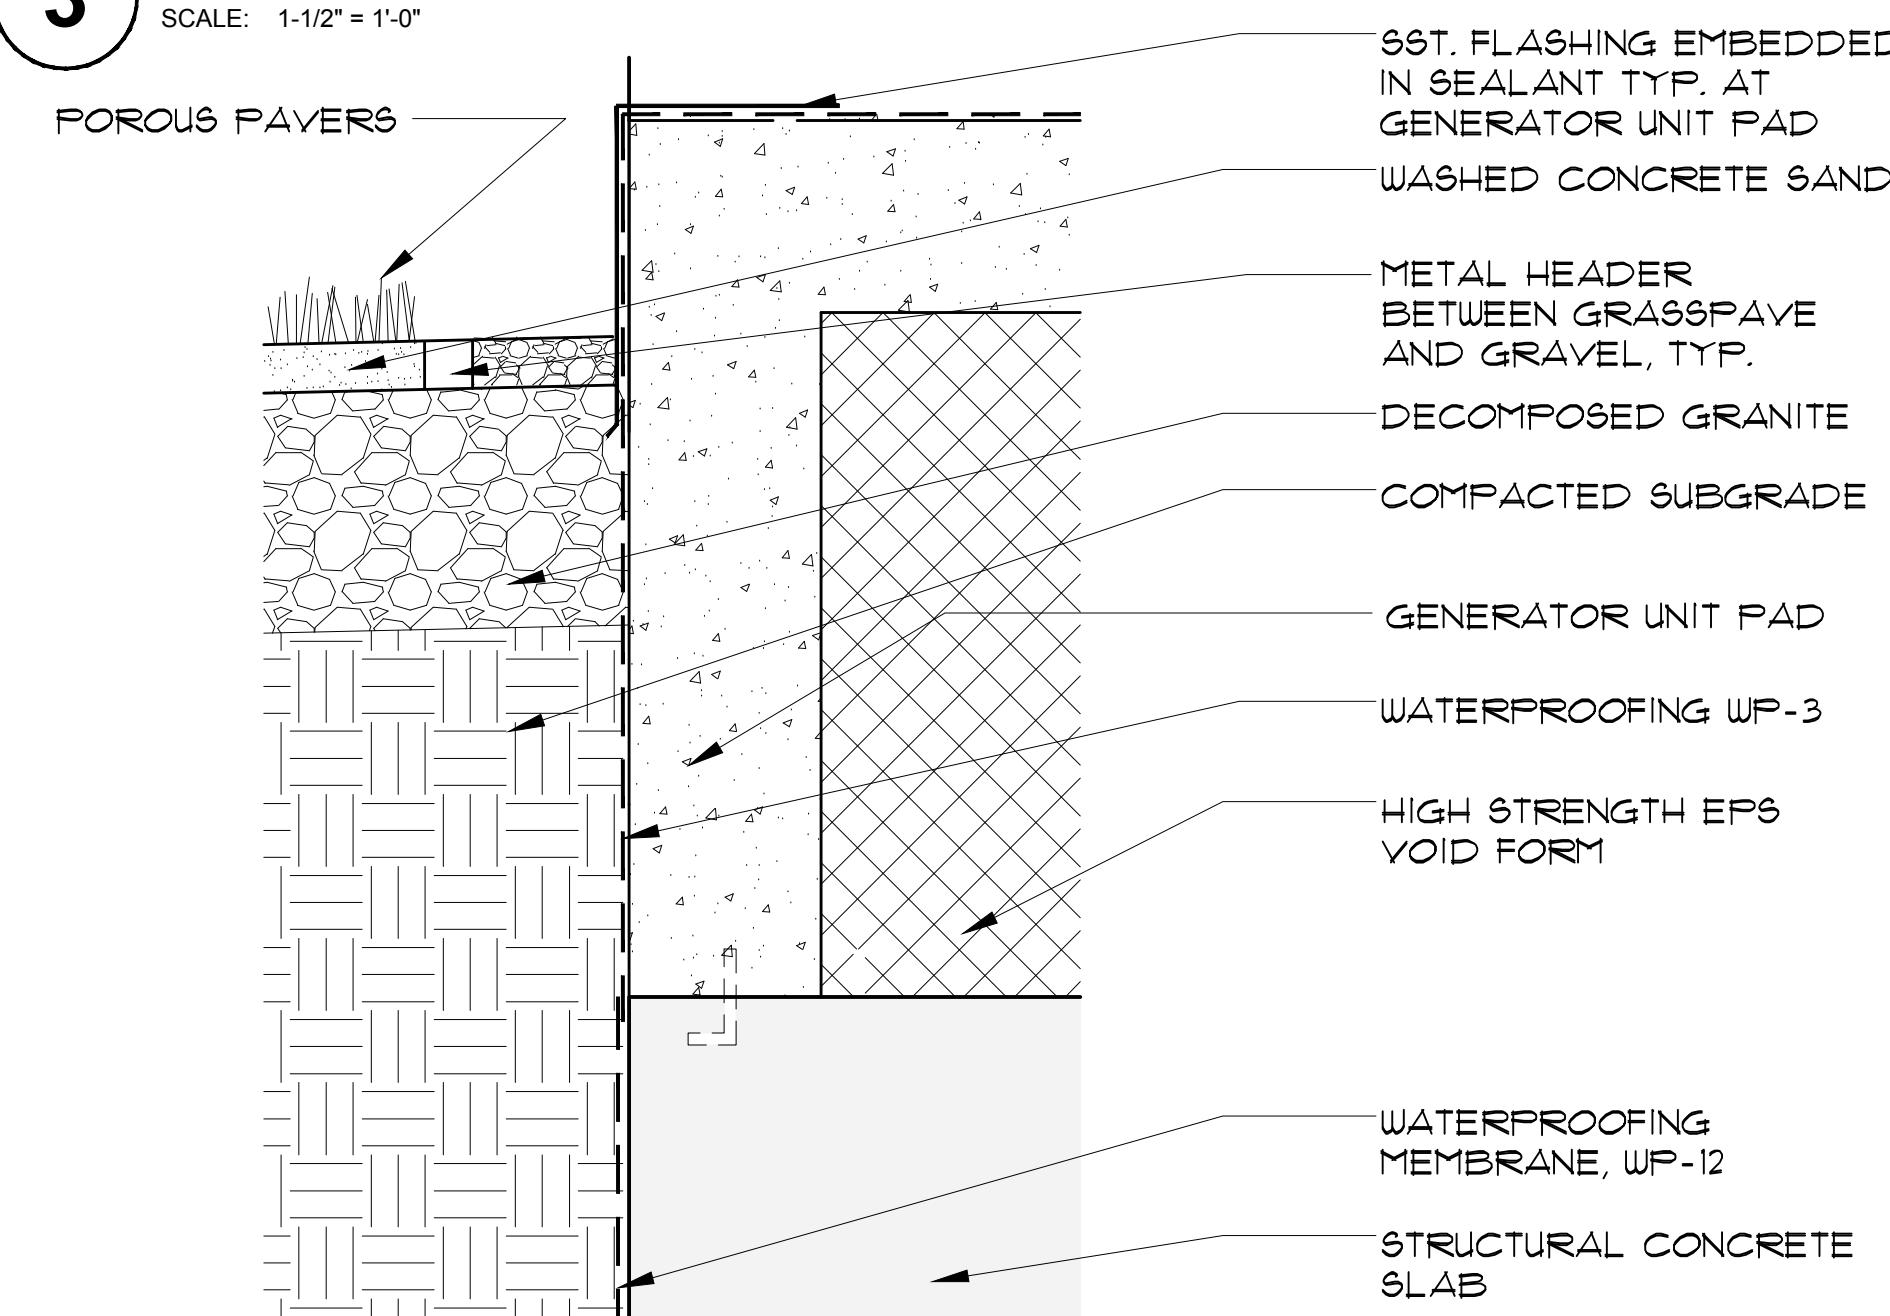 3
SCALE: 1-1/2" = 1'-0"
POROUS PAVERS
SST. FLASHING EMBEDDED
IN SEALANT TYP. AT
GENERATOR UNIT PAD
WASHED CONCRETE SAND
METAL HEADER
BETWEEN GRASSPAVE
AND GRAVEL, TYP.
DECOMPOSED GRANITE
COMPACTED SUBGRADE
GENERATOR UNIT PAD
WATERPROOFING WP-3
HIGH STRENGTH EPS
VOID FORM
WATERPROOFING
MEMBRANE, WP-12
STRUCTURAL CONCRETE
SLAB